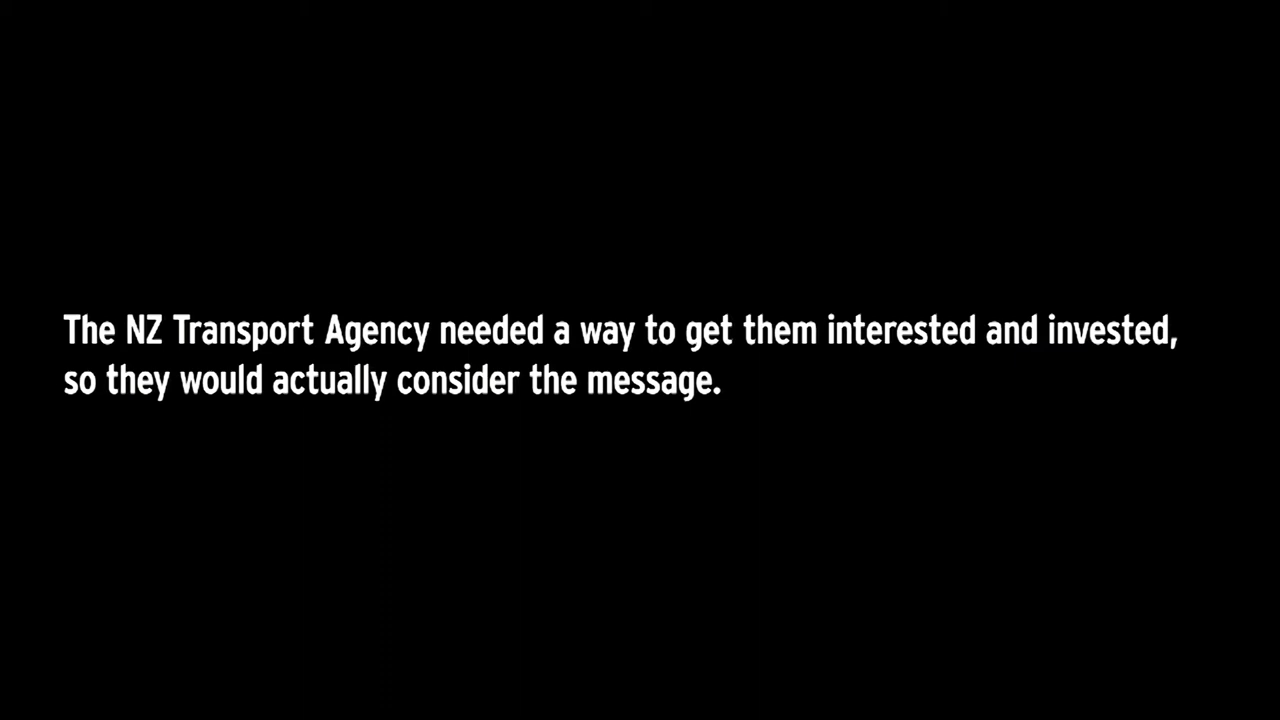 The NZ Transport Agency needed a way to get them interested and invested,
so they would actually consider the message.